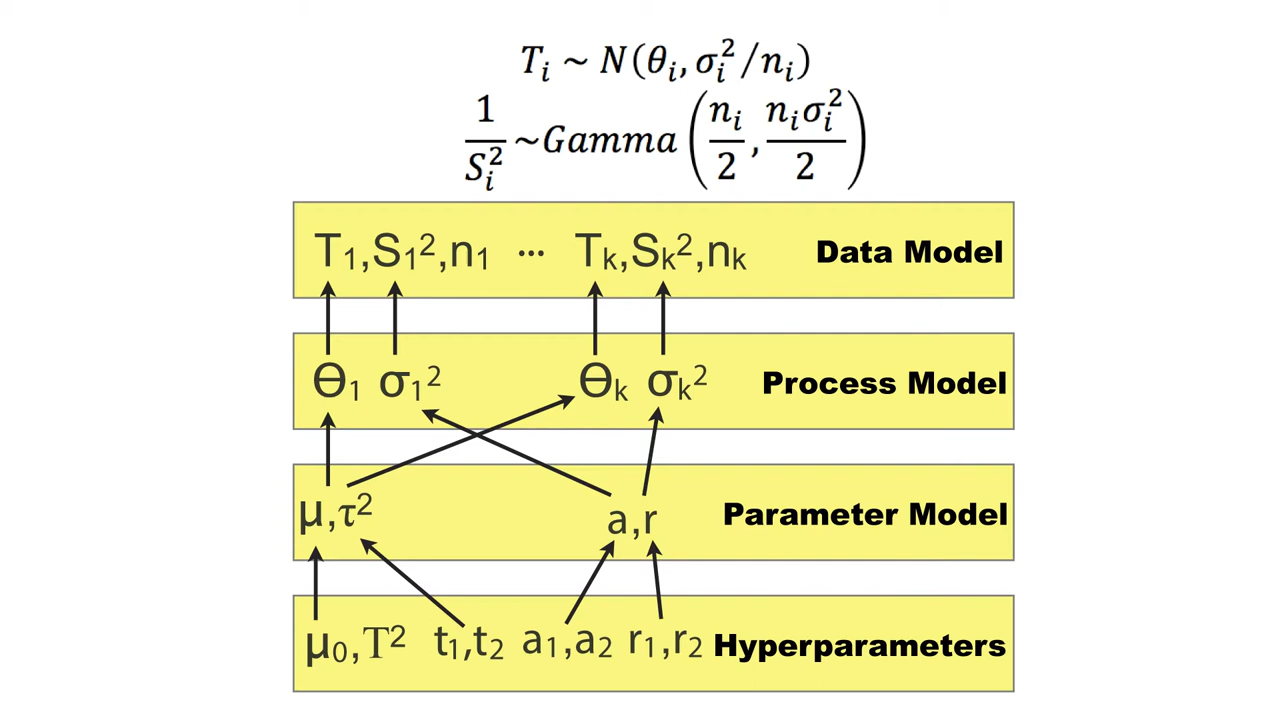 Tᵢ ~ N(θᵢ, σᵢ²/nᵢ)
1/Sᵢ² ~Gamma(nᵢ/2, nᵢσᵢ²/2)
T₁,S₁²,n₁ ··· Tₖ,Sₖ²,nₖ Data Model
Θ₁ σ₁² Θₖ σₖ² Process Model
μ,τ² a,r Parameter Model
μ₀,T² t₁,t₂ a₁,a₂ r₁,r₂ Hyperparameters